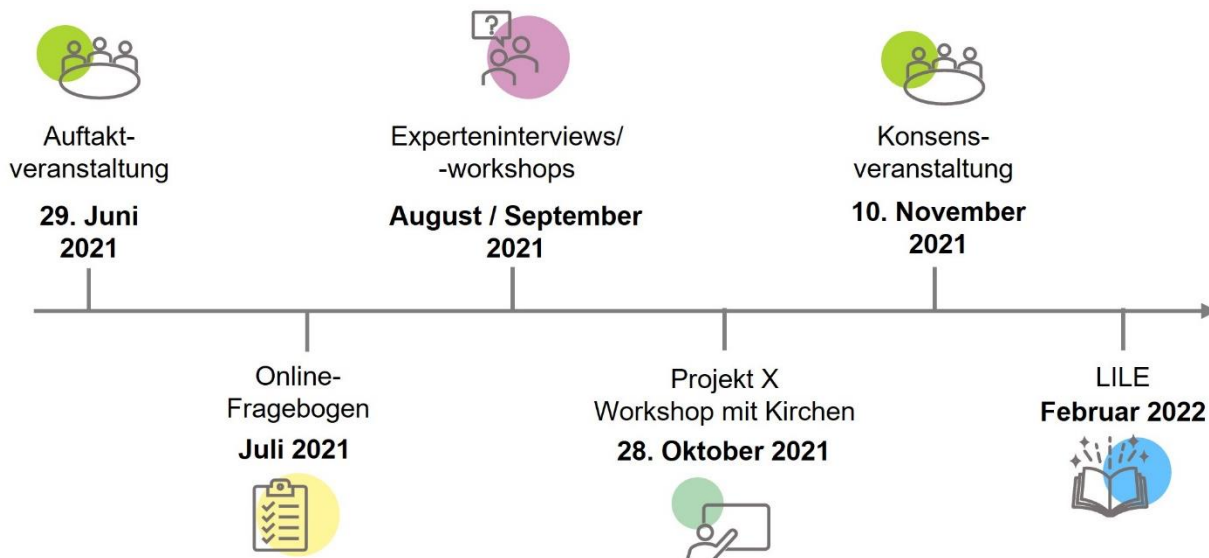 ?
Auftakt-
veranstaltung
29. Juni
2021
Experteninterviews/
-workshops
August / September
2021
Konsens-
veranstaltung
10. November
2021
Online-
Fragebogen
Juli 2021
Projekt X
Workshop mit Kirchen
28. Oktober 2021
LILE
Februar 2022